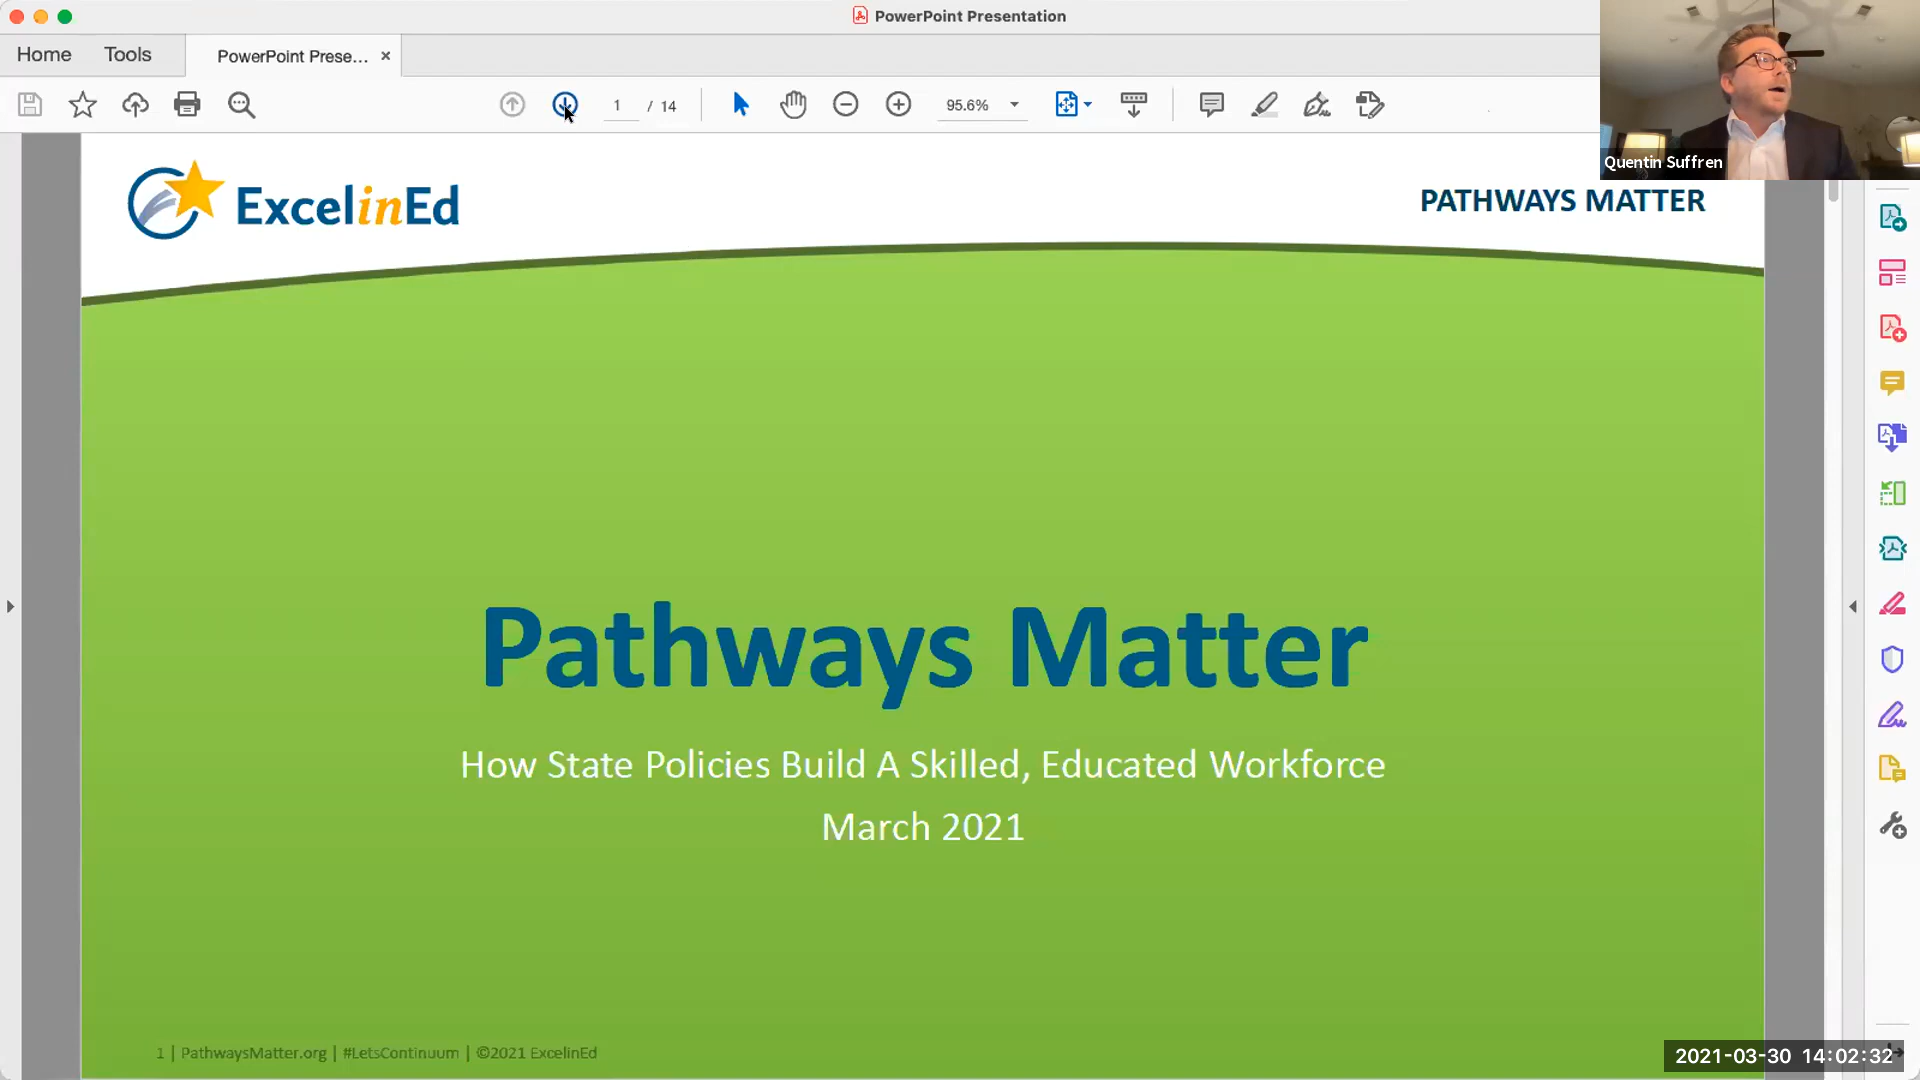 PowerPoint Presentation
Home
Tools
PowerPoint Prese... ×
1 / 14
95.6%
Quentin Suffren
ExcelinEd
PATHWAYS MATTER
Pathways Matter
How State Policies Build A Skilled, Educated Workforce
March 2021
1 | PathwaysMatter.org | #LetsContinuum | ©2021 ExcelinEd
2021-03-30 14:02:32